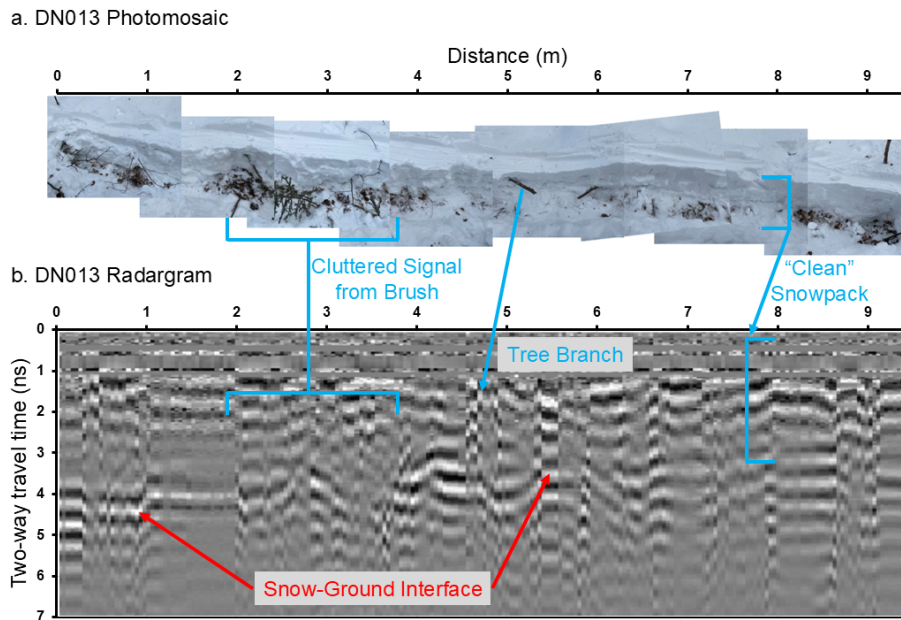 a. DN013 Photomosaic
Distance (m)
0 1 2 3 4 5 6 7 8 9
Cluttered Signal
from Brush
“Clean”
Snowpack
b. DN013 Radargram
Tree Branch
Snow-Ground Interface
Two-way travel time (ns)
0
1
2
3
4
5
6
7
0 1 2 3 4 5 6 7 8 9